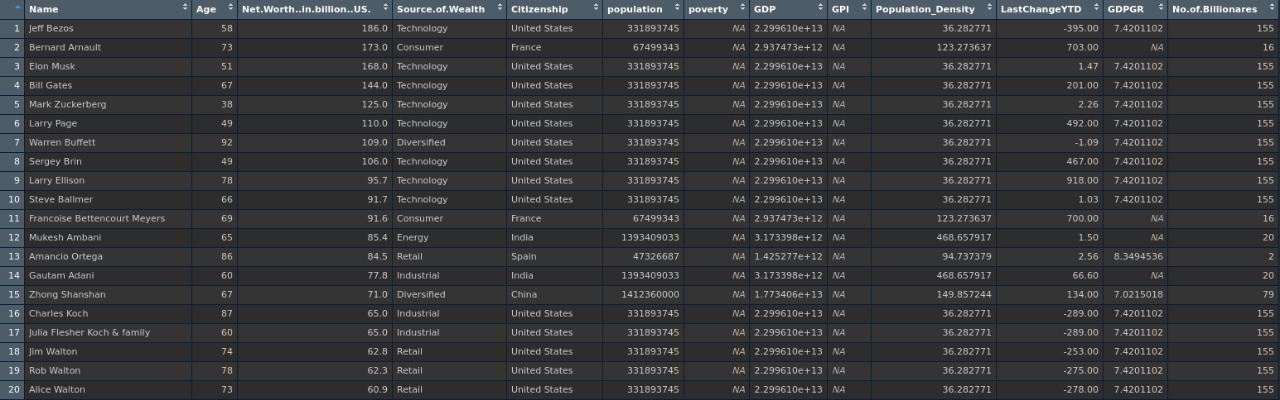 Name Age Net.Worth..in.billion..US. Source.of.Wealth Citizenship population poverty GDP GPI Population_Density LastChangeYTD GDPGR No.of.Billionares
1 Jeff Bezos 58 186.0 Technology United States 331893745 NA 2.299610e+13 NA 36.282771 -395.00 7.4201102 155
2 Bernard Arnault 73 173.0 Consumer France 67499343 NA 2.937473e+12 NA 123.273637 703.00 NA 16
3 Elon Musk 51 168.0 Technology United States 331893745 NA 2.299610e+13 NA 36.282771 1.47 7.4201102 155
4 Bill Gates 67 144.0 Technology United States 331893745 NA 2.299610e+13 NA 36.282771 201.00 7.4201102 155
5 Mark Zuckerberg 38 125.0 Technology United States 331893745 NA 2.299610e+13 NA 36.282771 2.26 7.4201102 155
6 Larry Page 49 110.0 Technology United States 331893745 NA 2.299610e+13 NA 36.282771 492.00 7.4201102 155
7 Warren Buffett 92 109.0 Diversified United States 331893745 NA 2.299610e+13 NA 36.282771 -1.09 7.4201102 155
8 Sergey Brin 49 106.0 Technology United States 331893745 NA 2.299610e+13 NA 36.282771 467.00 7.4201102 155
9 Larry Ellison 78 95.7 Technology United States 331893745 NA 2.299610e+13 NA 36.282771 918.00 7.4201102 155
10 Steve Ballmer 66 91.7 Technology United States 331893745 NA 2.299610e+13 NA 36.282771 1.03 7.4201102 155
11 Francoise Bettencourt Meyers 69 91.6 Consumer France 67499343 NA 2.937473e+12 NA 123.273637 700.00 NA 16
12 Mukesh Ambani 65 85.4 Energy India 1393409033 NA 3.173398e+12 NA 468.657917 1.50 NA 20
13 Amancio Ortega 86 84.5 Retail Spain 47326687 NA 1.425277e+12 NA 94.737379 2.56 8.3494536 2
14 Gautam Adani 60 77.8 Industrial India 1393409033 NA 3.173398e+12 NA 468.657917 66.60 NA 20
15 Zhong Shanshan 67 71.0 Diversified China 1412360000 NA 1.773406e+13 NA 149.857244 134.00 7.0215018 79
16 Charles Koch 87 65.0 Industrial United States 331893745 NA 2.299610e+13 NA 36.282771 -289.00 7.4201102 155
17 Julia Flesher Koch & family 60 65.0 Industrial United States 331893745 NA 2.299610e+13 NA 36.282771 -289.00 7.4201102 155
18 Jim Walton 74 62.8 Retail United States 331893745 NA 2.299610e+13 NA 36.282771 -253.00 7.4201102 155
19 Rob Walton 78 62.3 Retail United States 331893745 NA 2.299610e+13 NA 36.282771 -275.00 7.4201102 155
20 Alice Walton 73 60.9 Retail United States 331893745 NA 2.299610e+13 NA 36.282771 -278.00 7.4201102 155